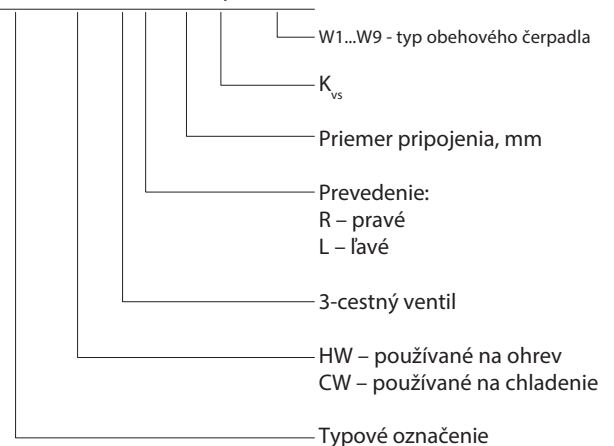 W1...W9 - typ obehového čerpadla
Kvs
Priemer pripojenia, mm
Prevedenie:
R – pravé
L – ľavé
3-cestný ventil
HW – používané na ohrev
CW – používané na chladenie
Typové označenie